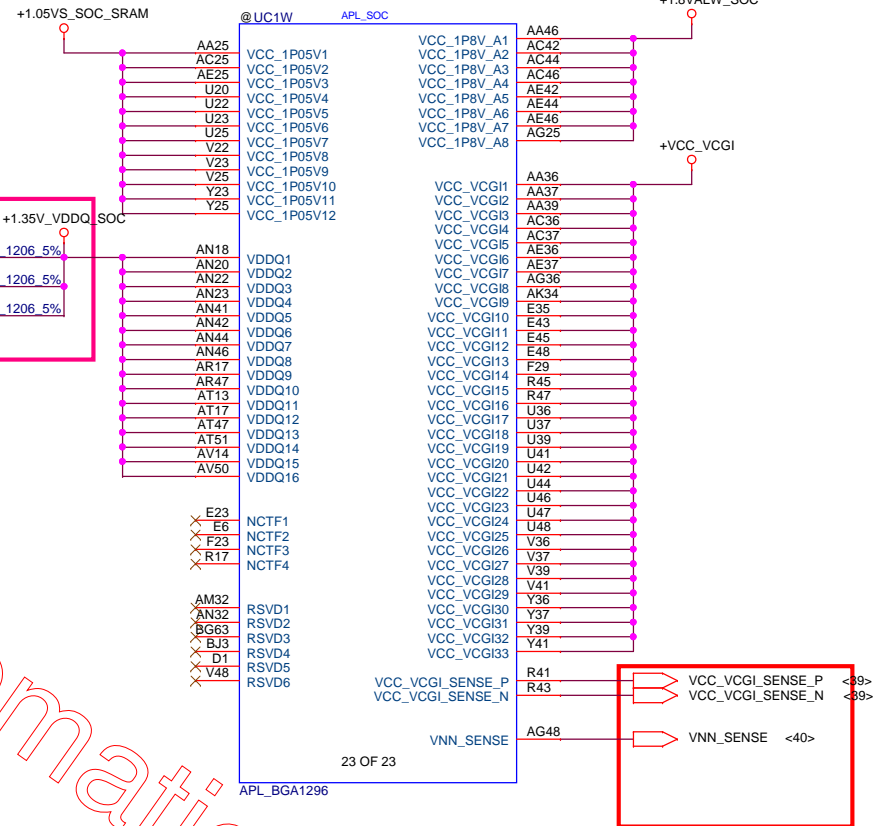 +1.05VS_SOC_SRAM
@UC1W
APL_SOC
AA25 VCC_1P05V1
AC25 VCC_1P05V2
AE25 VCC_1P05V3
U20 VCC_1P05V4
U22 VCC_1P05V5
U23 VCC_1P05V6
U25 VCC_1P05V7
V22 VCC_1P05V8
V23 VCC_1P05V9
V25 VCC_1P05V10
Y23 VCC_1P05V11
Y25 VCC_1P05V12
+1.35V_VDDQ_SOC
_1206_5%
_1206_5%
_1206_5%
AN18 VDDQ1
AN20 VDDQ2
AN22 VDDQ3
AN23 VDDQ4
AN41 VDDQ5
AN42 VDDQ6
AN44 VDDQ7
AN46 VDDQ8
AR17 VDDQ9
AR47 VDDQ10
AT13 VDDQ11
AT17 VDDQ12
AT47 VDDQ13
AT51 VDDQ14
AV14 VDDQ15
AV50 VDDQ16
E23 NCTF1
E6 NCTF2
F23 NCTF3
R17 NCTF4
AM32 RSVD1
AN32 RSVD2
BG63 RSVD3
BJ3 RSVD4
D1 RSVD5
V48 RSVD6
+1.8VALW_SOC
VCC_1P8V_A1 AA46
VCC_1P8V_A2 AC42
VCC_1P8V_A3 AC44
VCC_1P8V_A4 AC46
VCC_1P8V_A5 AE42
VCC_1P8V_A6 AE44
VCC_1P8V_A7 AE46
VCC_1P8V_A8 AG25
+VCC_VCGI
VCC_VCGI1 AA36
VCC_VCGI2 AA37
VCC_VCGI3 AA39
VCC_VCGI4 AC36
VCC_VCGI5 AC37
VCC_VCGI6 AE36
VCC_VCGI7 AE37
VCC_VCGI8 AG36
VCC_VCGI9 AK34
VCC_VCGI10 E35
VCC_VCGI11 E43
VCC_VCGI12 E45
VCC_VCGI13 E48
VCC_VCGI14 F29
VCC_VCGI15 R45
VCC_VCGI16 R47
VCC_VCGI17 U36
VCC_VCGI18 U37
VCC_VCGI19 U39
VCC_VCGI20 U41
VCC_VCGI21 U42
VCC_VCGI22 U44
VCC_VCGI23 U46
VCC_VCGI24 U47
VCC_VCGI25 U48
VCC_VCGI26 V36
VCC_VCGI27 V37
VCC_VCGI28 V39
VCC_VCGI29 V41
VCC_VCGI30 Y36
VCC_VCGI31 Y37
VCC_VCGI32 Y39
VCC_VCGI33 Y41
VCC_VCGI_SENSE_P R41 VCC_VCGI_SENSE_P <39>
VCC_VCGI_SENSE_N R43 VCC_VCGI_SENSE_N <39>
VNN_SENSE AG48 VNN_SENSE <40>
23 OF 23
APL_BGA1296